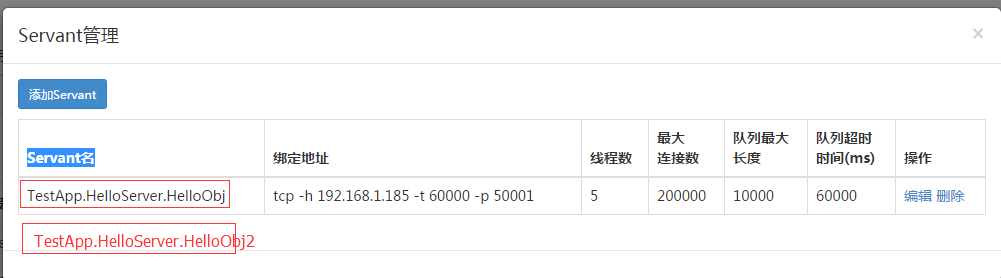 Servant管理
×
添加Servant
Servant名 绑定地址 线程数 最大 连接数 队列最大 长度 队列超时 时间(ms) 操作
TestApp.HelloServer.HelloObj tcp -h 192.168.1.185 -t 60000 -p 50001 5 200000 10000 60000 编辑 删除
TestApp.HelloServer.HelloObj2